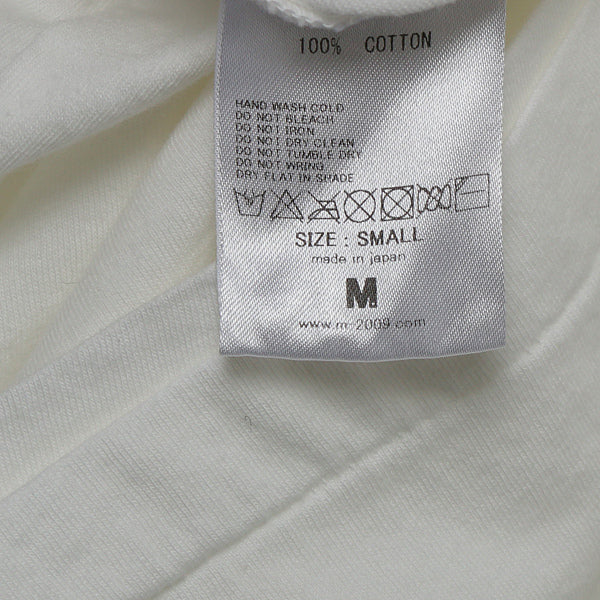 100% COTTON
HAND WASH COLD
DO NOT BLEACH
DO NOT IRON
DO NOT DRY CLEAN
DO NOT TUMBLE DRY
DO NOT WRING
DRY FLAT IN SHADE
SIZE : SMALL
made in japan
M
www.m-2009.com